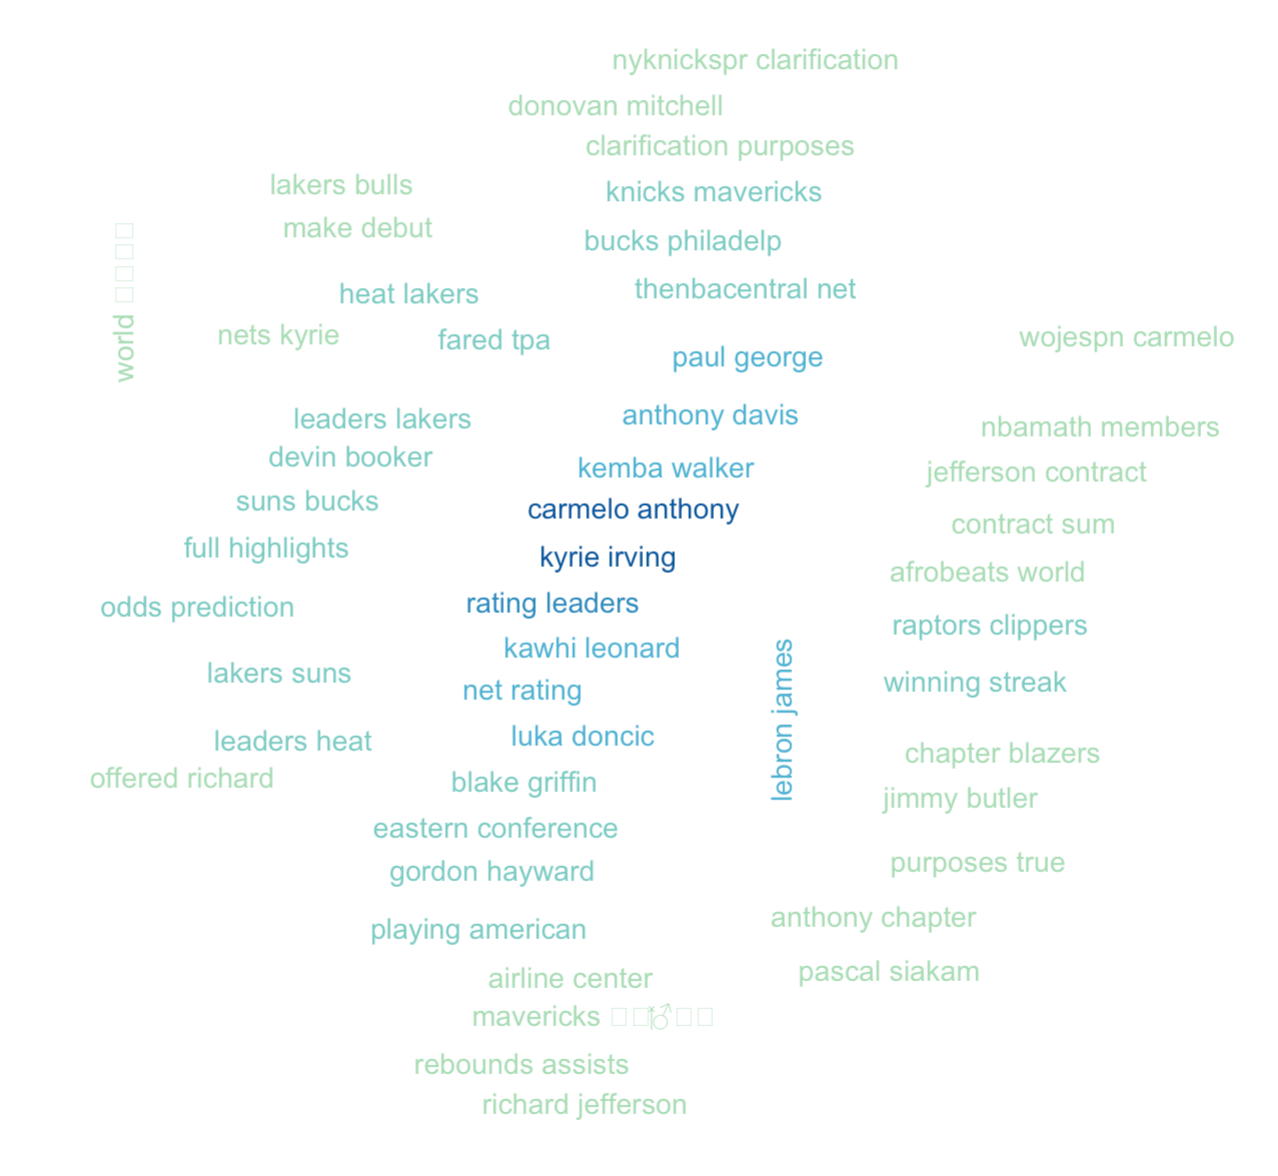 nyknickspr clarification
donovan mitchell
clarification purposes
lakers bulls
knicks mavericks
make debut
bucks philadelp
thenbacentral net
heat lakers
world □□□□
nets kyrie
fared tpa
wojespn carmelo
paul george
leaders lakers
anthony davis
nbamath members
devin booker
kemba walker
jefferson contract
suns bucks
carmelo anthony
contract sum
full highlights
kyrie irving
afrobeats world
odds prediction
rating leaders
raptors clippers
kawhi leonard
lebron james
lakers suns
net rating
winning streak
leaders heat
luka doncic
chapter blazers
offered richard
blake griffin
jimmy butler
eastern conference
gordon hayward
purposes true
playing american
anthony chapter
airline center
pascal siakam
mavericks □□♂□□
rebounds assists
richard jefferson